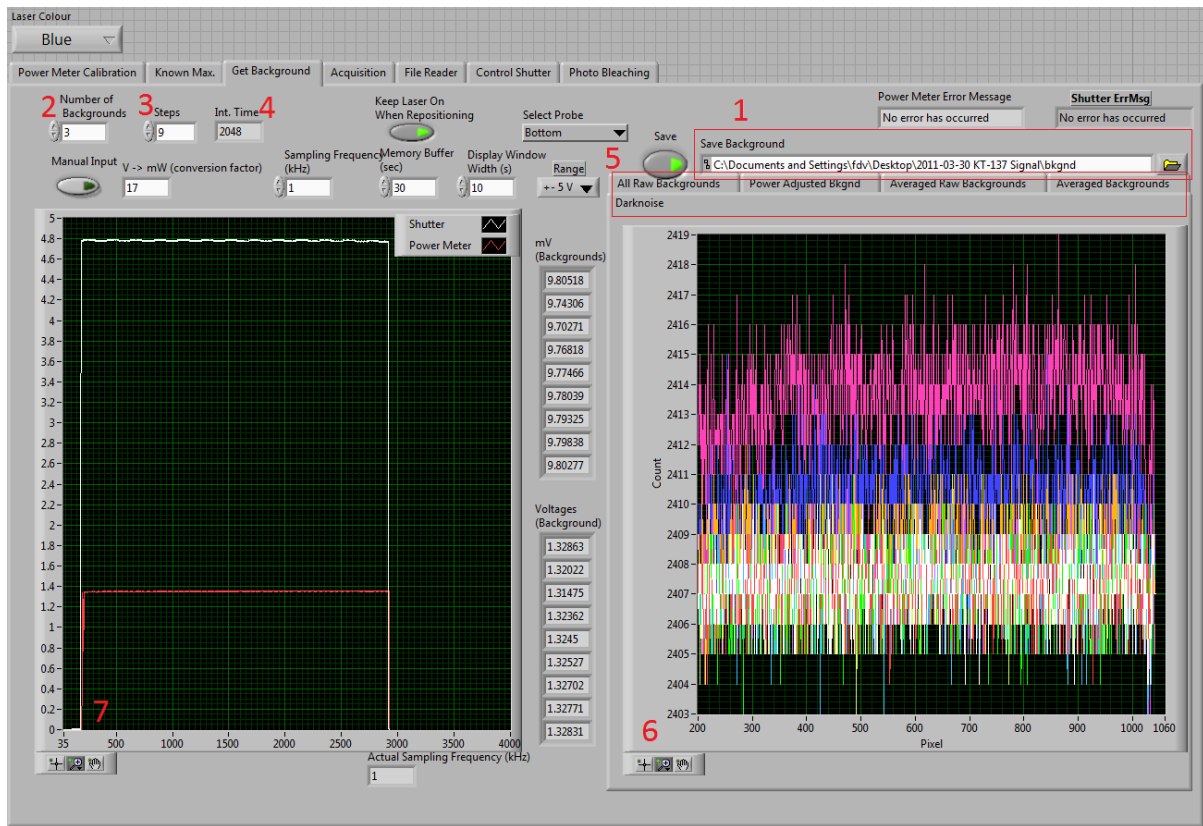 Laser Colour
Blue
Power Meter Calibration Known Max. Get Background Acquisition File Reader Control Shutter Photo Bleaching
2 Number of Backgrounds 3 Steps Int. Time 4
3 9 2048
Keep Laser On
When Repositioning
Select Probe
Bottom
Save
1
Power Meter Error Message
No error has occurred
Shutter ErrMsg
No error has occurred
Save Background
C:\Documents and Settings\fdv\Desktop\2011-03-30 KT-137 Signal\bkgnd
Manual Input
V -> mW (conversion factor)
17
Sampling Frequency (kHz)
1
Memory Buffer (sec)
30
Display Window Width (s)
10
Range
+- 5 V
5
All Raw Backgrounds Power Adjusted Bkgnd Averaged Raw Backgrounds Averaged Backgrounds
Darknoise
Shutter
Power Meter
5
4.8
4.6
4.4
4.2
4
3.8
3.6
3.4
3.2
3
2.8
2.6
2.4
2.2
2
1.8
1.6
1.4
1.2
1
0.8
0.6
0.4
0.2
0
7
35 500 1000 1500 2000 2500 3000 3500 4000
Actual Sampling Frequency (kHz)
1
mV
(Backgrounds)
9.80518
9.74306
9.70271
9.76818
9.77466
9.78039
9.79325
9.79838
9.80277
Voltages
(Background)
1.32863
1.32022
1.31475
1.32362
1.3245
1.32527
1.32702
1.32771
1.32831
Count
2419
2418
2417
2416
2415
2414
2413
2412
2411
2410
2409
2408
2407
2406
2405
2404
2403
6
200 300 400 500 600 700 800 900 1000 1060
Pixel